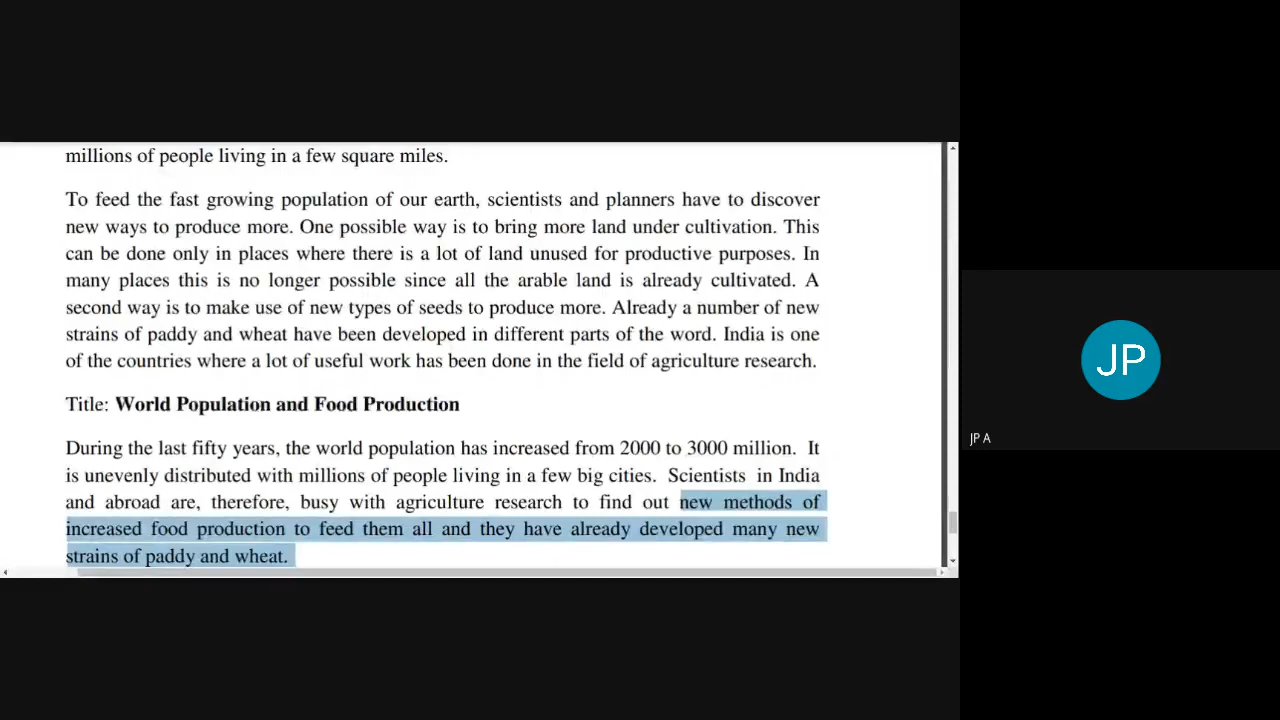 millions of people living in a few square miles.
To feed the fast growing population of our earth, scientists and planners have to discover
new ways to produce more. One possible way is to bring more land under cultivation. This
can be done only in places where there is a lot of land unused for productive purposes. In
many places this is no longer possible since all the arable land is already cultivated. A
second way is to make use of new types of seeds to produce more. Already a number of new
strains of paddy and wheat have been developed in different parts of the word. India is one
of the countries where a lot of useful work has been done in the field of agriculture research.
Title: World Population and Food Production
During the last fifty years, the world population has increased from 2000 to 3000 million. It
is unevenly distributed with millions of people living in a few big cities. Scientists in India
and abroad are, therefore, busy with agriculture research to find out new methods of
increased food production to feed them all and they have already developed many new
strains of paddy and wheat.
JP
JP A